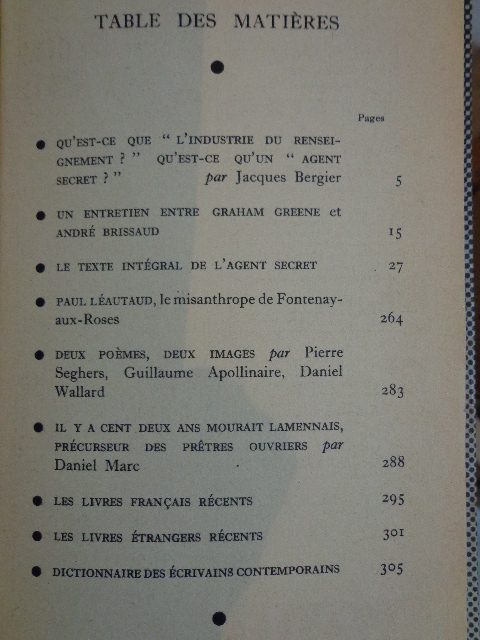 TABLE DES MATIÈRES
Pages
● QU'EST-CE QUE “ L'INDUSTRIE DU RENSEI-
GNEMENT ? ” QU'EST-CE QU'UN “ AGENT
SECRET ? ” par Jacques Bergier 5
● UN ENTRETIEN ENTRE GRAHAM GREENE et
ANDRÉ BRISSAUD 15
● LE TEXTE INTÉGRAL DE L'AGENT SECRET 27
● PAUL LÉAUTAUD, le misanthrope de Fontenay-
aux-Roses 264
● DEUX POÈMES, DEUX IMAGES par Pierre
Seghers, Guillaume Apollinaire, Daniel
Wallard 283
● IL Y A CENT DEUX ANS MOURAIT LAMENNAIS,
PRÉCURSEUR DES PRÊTRES OUVRIERS par
Daniel Marc 288
● LES LIVRES FRANÇAIS RÉCENTS 295
● LES LIVRES ÉTRANGERS RÉCENTS 301
● DICTIONNAIRE DES ÉCRIVAINS CONTEMPORAINS 305